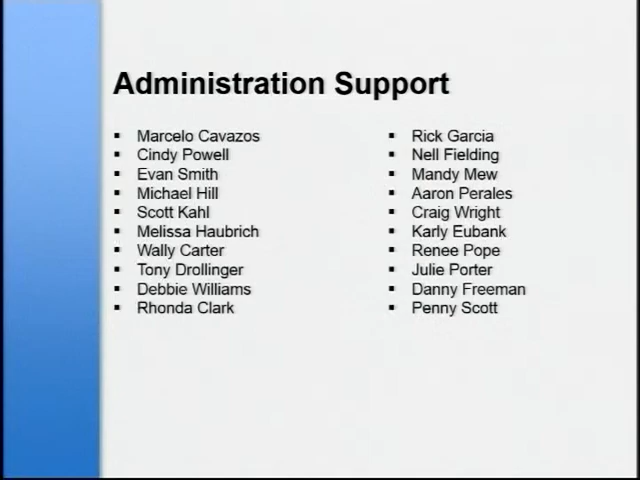 Administration Support
▪ Marcelo Cavazos
▪ Cindy Powell
▪ Evan Smith
▪ Michael Hill
▪ Scott Kahl
▪ Melissa Haubrich
▪ Wally Carter
▪ Tony Drollinger
▪ Debbie Williams
▪ Rhonda Clark
▪ Rick Garcia
▪ Nell Fielding
▪ Mandy Mew
▪ Aaron Perales
▪ Craig Wright
▪ Karly Eubank
▪ Renee Pope
▪ Julie Porter
▪ Danny Freeman
▪ Penny Scott